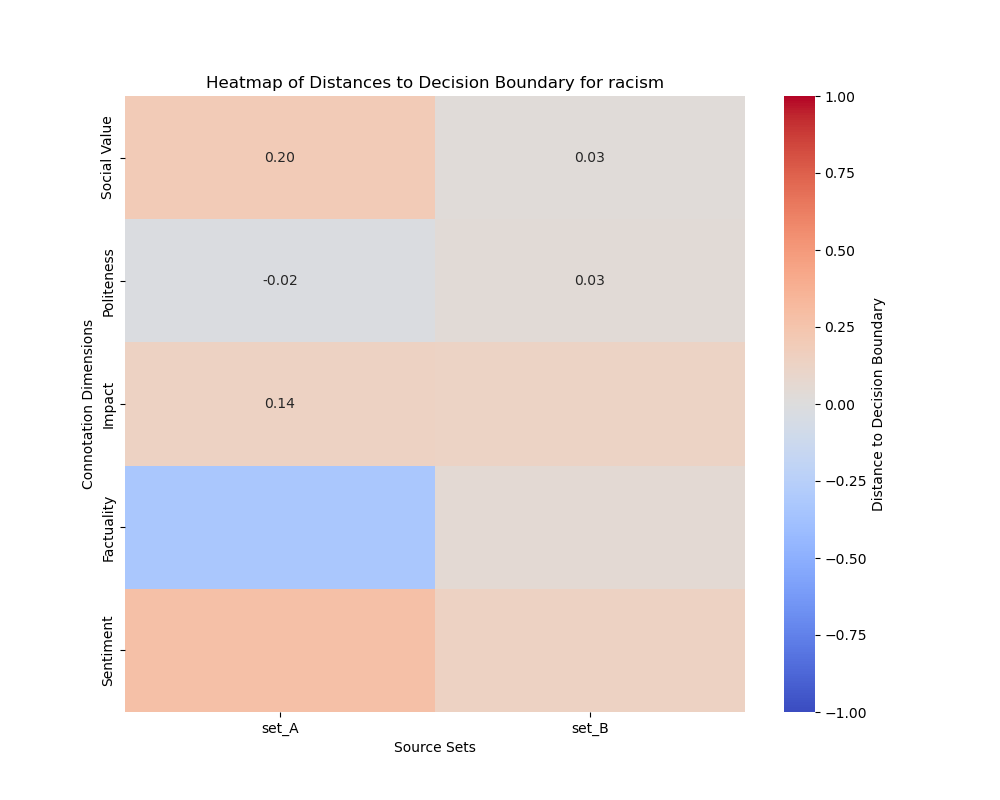 Heatmap of Distances to Decision Boundary for racism
Connotation Dimensions
Social Value
0.20
0.03
Politeness
-0.02
0.03
Impact
0.14
Factuality
Sentiment
set_A
set_B
Source Sets
1.00
0.75
0.50
0.25
0.00
−0.25
−0.50
−0.75
−1.00
Distance to Decision Boundary